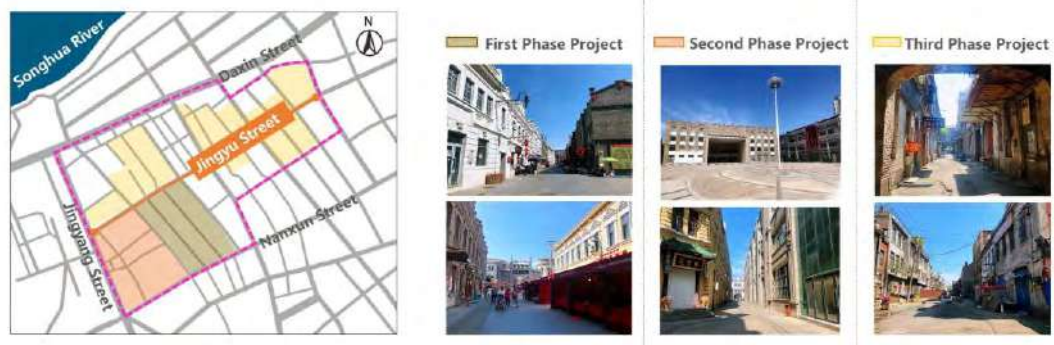 Songhua River
Daxin Street
N
Jingyu Street
Jingyang Street
Nanxun Street
First Phase Project
Second Phase Project
Third Phase Project